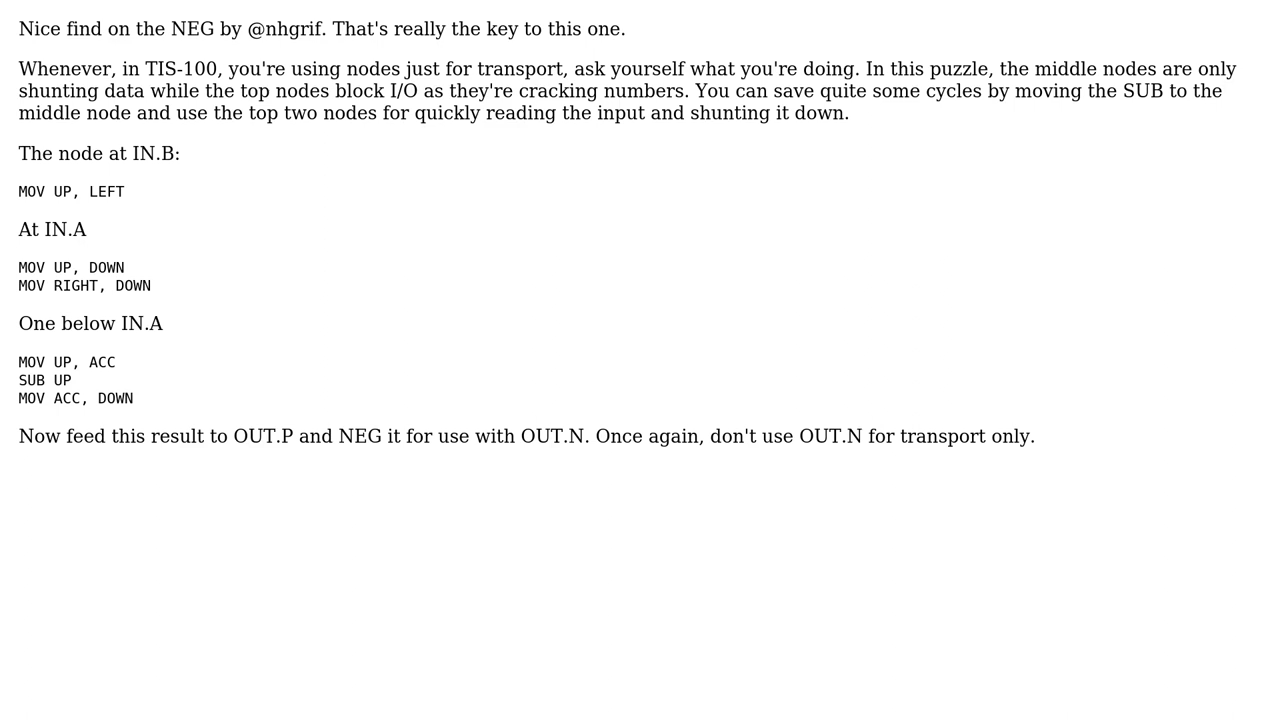 Nice find on the NEG by @nhgrif. That's really the key to this one.
Whenever, in TIS-100, you're using nodes just for transport, ask yourself what you're doing. In this puzzle, the middle nodes are only
shunting data while the top nodes block I/O as they're cracking numbers. You can save quite some cycles by moving the SUB to the
middle node and use the top two nodes for quickly reading the input and shunting it down.
The node at IN.B:
MOV UP, LEFT
At IN.A
MOV UP, DOWN
MOV RIGHT, DOWN
One below IN.A
MOV UP, ACC
SUB UP
MOV ACC, DOWN
Now feed this result to OUT.P and NEG it for use with OUT.N. Once again, don't use OUT.N for transport only.